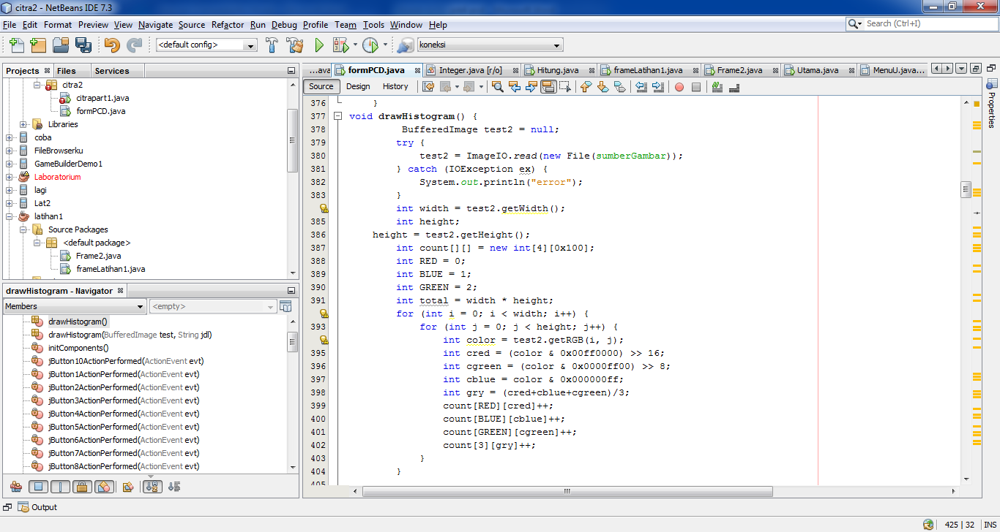 citra2 - NetBeans IDE 7.3
File Edit Format Preview View Navigate Source Refactor Run Debug Profile Team Tools Window Help
Search (Ctrl+I)
<default config>
koneksi
Projects Files Services
citra2
citrapart1.java
formPCD.java
Libraries
coba
FileBrowserku
GameBuilderDemo1
Laboratorium
lagi
Lat2
latihan1
Source Packages
<default package>
Frame2.java
frameLatihan1.java
drawHistogram - Navigator
Members <empty>
drawHistogram()
drawHistogram(BufferedImage test, String jdl)
initComponents()
jButton10ActionPerformed(ActionEvent evt)
jButton1ActionPerformed(ActionEvent evt)
jButton2ActionPerformed(ActionEvent evt)
jButton3ActionPerformed(ActionEvent evt)
jButton4ActionPerformed(ActionEvent evt)
jButton5ActionPerformed(ActionEvent evt)
jButton6ActionPerformed(ActionEvent evt)
jButton7ActionPerformed(ActionEvent evt)
jButton8ActionPerformed(ActionEvent evt)
...ava formPCD.java Integer.java [r/o] Hitung.java frameLatihan1.java Frame2.java Utama.java MenuU.java...
Source Design History
376 }
377 void drawHistogram() {
378 BufferedImage test2 = null;
379 try {
380 test2 = ImageIO.read(new File(sumberGambar));
381 } catch (IOException ex) {
382 System.out.println("error");
383 }
int width = test2.getWidth();
385 int height;
386 height = test2.getHeight();
387 int count[][] = new int[4][0x100];
388 int RED = 0;
389 int BLUE = 1;
390 int GREEN = 2;
391 int total = width * height;
for (int i = 0; i < width; i++) {
393 for (int j = 0; j < height; j++) {
int color = test2.getRGB(i, j);
395 int cred = (color & 0x00ff0000) >> 16;
396 int cgreen = (color & 0x0000ff00) >> 8;
397 int cblue = color & 0x000000ff;
398 int gry = (cred+cblue+cgreen)/3;
399 count[RED][cred]++;
400 count[BLUE][cblue]++;
401 count[GREEN][cgreen]++;
402 count[3][gry]++;
403 }
404 }
405
Properties
Output
425 | 32 INS